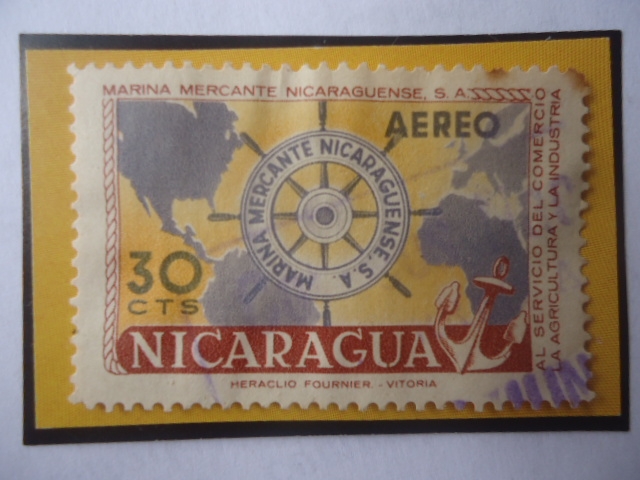 MARINA MERCANTE NICARAGUENSE, S. A.
AEREO
MARINA MERCANTE NICARAGUENSE, S. A.
AL SERVICIO DEL COMERCIO
LA AGRICULTURA Y LA INDUSTRIA
30
CTS
NICARAGUA
HERACLIO FOURNIER. - VITORIA